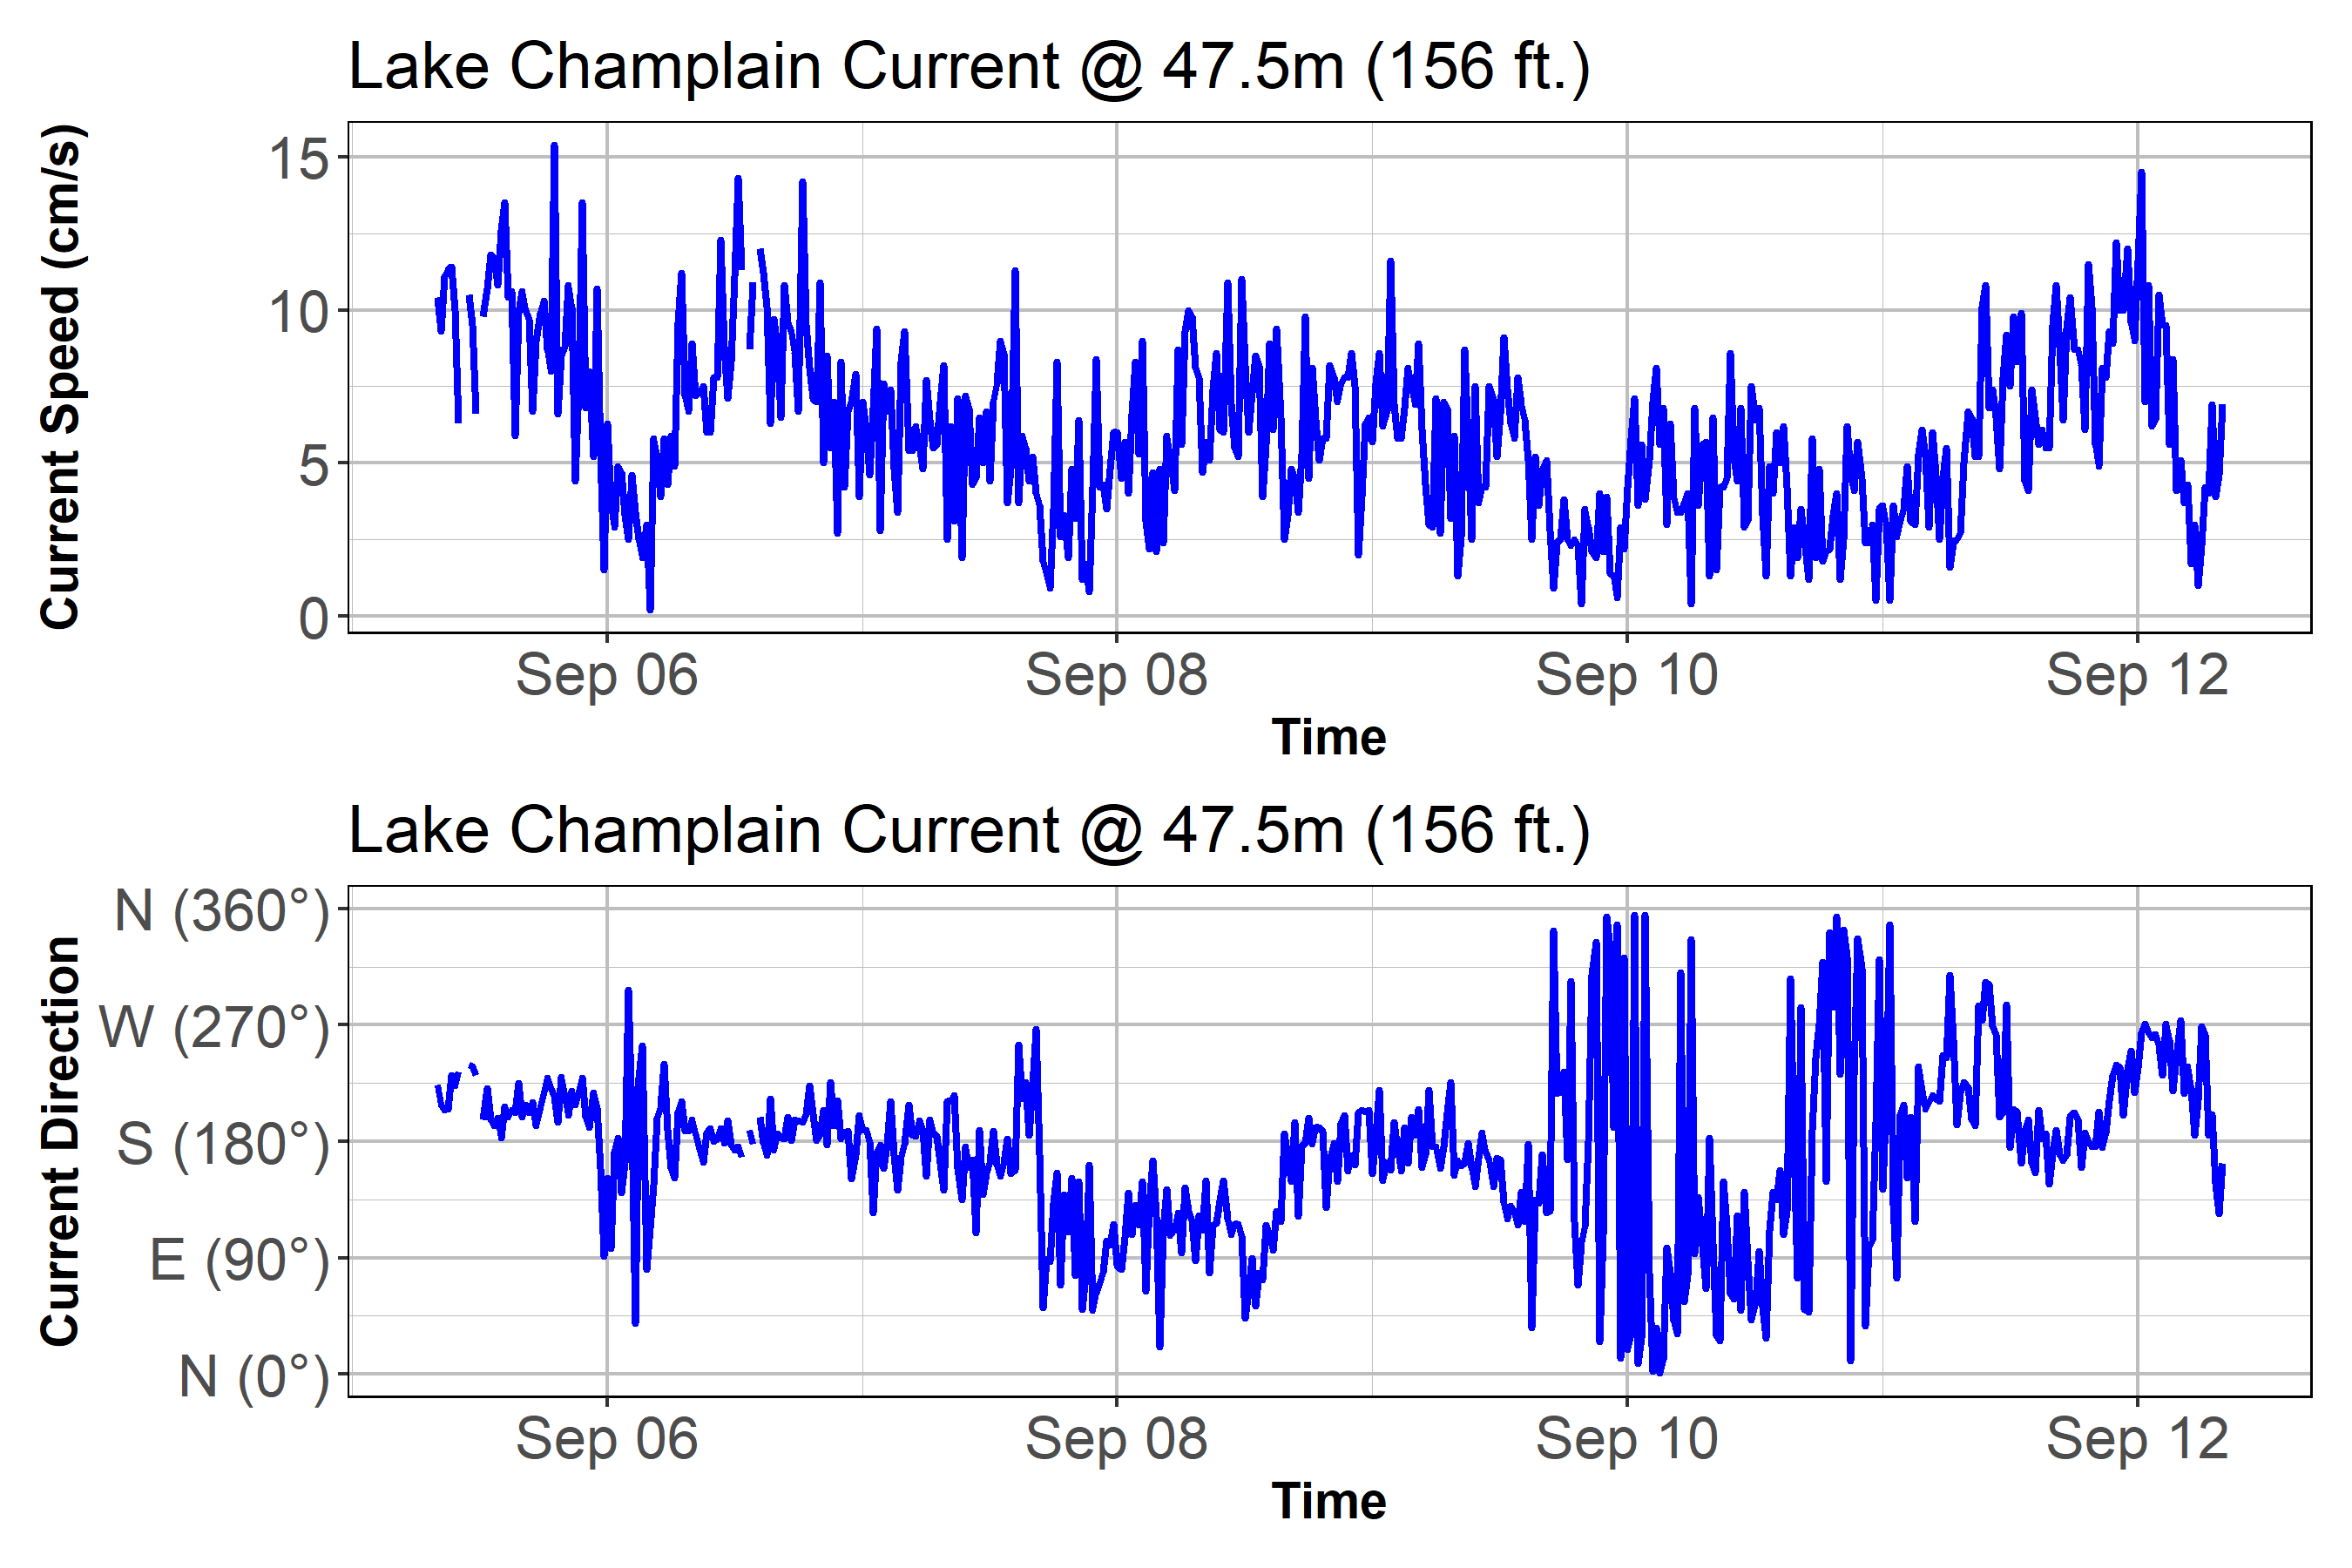 Lake Champlain Current @ 47.5m (156 ft.)
Current Speed (cm/s)
15
10
5
0
Sep 06
Sep 08
Sep 10
Sep 12
Time
Lake Champlain Current @ 47.5m (156 ft.)
Current Direction
N (360°)
W (270°)
S (180°)
E (90°)
N (0°)
Sep 06
Sep 08
Sep 10
Sep 12
Time